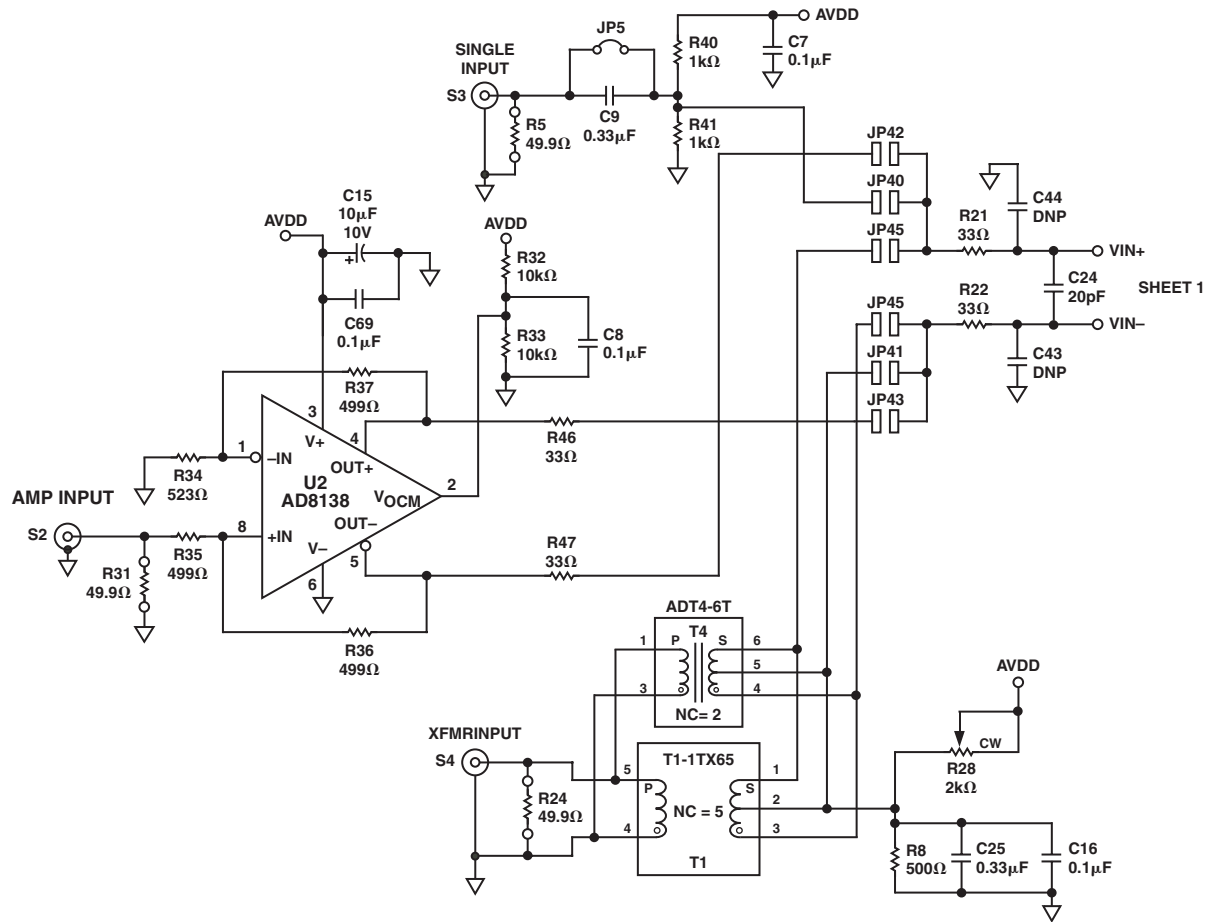 AVDD
JP5
R40
1kΩ
C7
0.1µF
SINGLE
INPUT
S3
R5
49.9Ω
C9
0.33µF
R41
1kΩ
JP42
JP40
JP45
R21
33Ω
C44
DNP
VIN+
C24
20pF
SHEET 1
JP45
R22
33Ω
VIN–
C43
DNP
JP41
JP43
AVDD
C15
10µF
10V
+
C69
0.1µF
AVDD
R32
10kΩ
R33
10kΩ
C8
0.1µF
R37
499Ω
3
V+
4
OUT+
1
–IN
U2
AD8138
VOCM
2
R34
523Ω
AMP INPUT
S2
8
+IN
OUT–
V–
5
6
R35
499Ω
R31
49.9Ω
R36
499Ω
R46
33Ω
R47
33Ω
ADT4-6T
T4
P
S
1
3
6
5
4
NC= 2
XFMRINPUT
S4
R24
49.9Ω
T1-1TX65
5
4
P
S
NC = 5
1
2
3
T1
AVDD
CW
R28
2kΩ
R8
500Ω
C25
0.33µF
C16
0.1µF